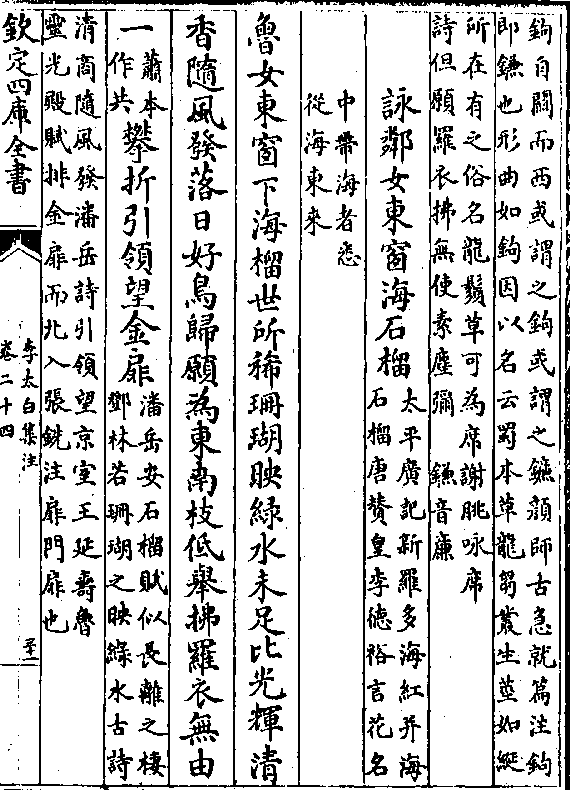 鉤自關而西或謂之鉤或謂之鐮顔師古急就篇注鉤
即鐮也形曲如鉤因以名云蜀本草龍芻叢生莖如綖
所在有之俗名龍鬚草可為席謝朓咏席
詩但願羅衣拂無使素塵彌　鐮音廉
詠鄰女東窗海石榴
太平廣記新羅多海紅并海
石榴唐贊皇李德裕言花名
中帶海者悉
從海東來
魯女東窗下海榴世所稀珊瑚映綠水未足比光輝清
香隨風發落日好鳥歸願為東南枝低舉拂羅衣無由
一
蕭本
作共
攀折引領望金扉
潘岳安石榴賦似長離之棲
鄧林若珊瑚之映綠水古詩
清商隨風發潘岳詩引領望京室王延壽魯
靈光殿賦排金扉而北入張銑注扉門扉也
欽定四庫全書
李太白集注
卷二十四